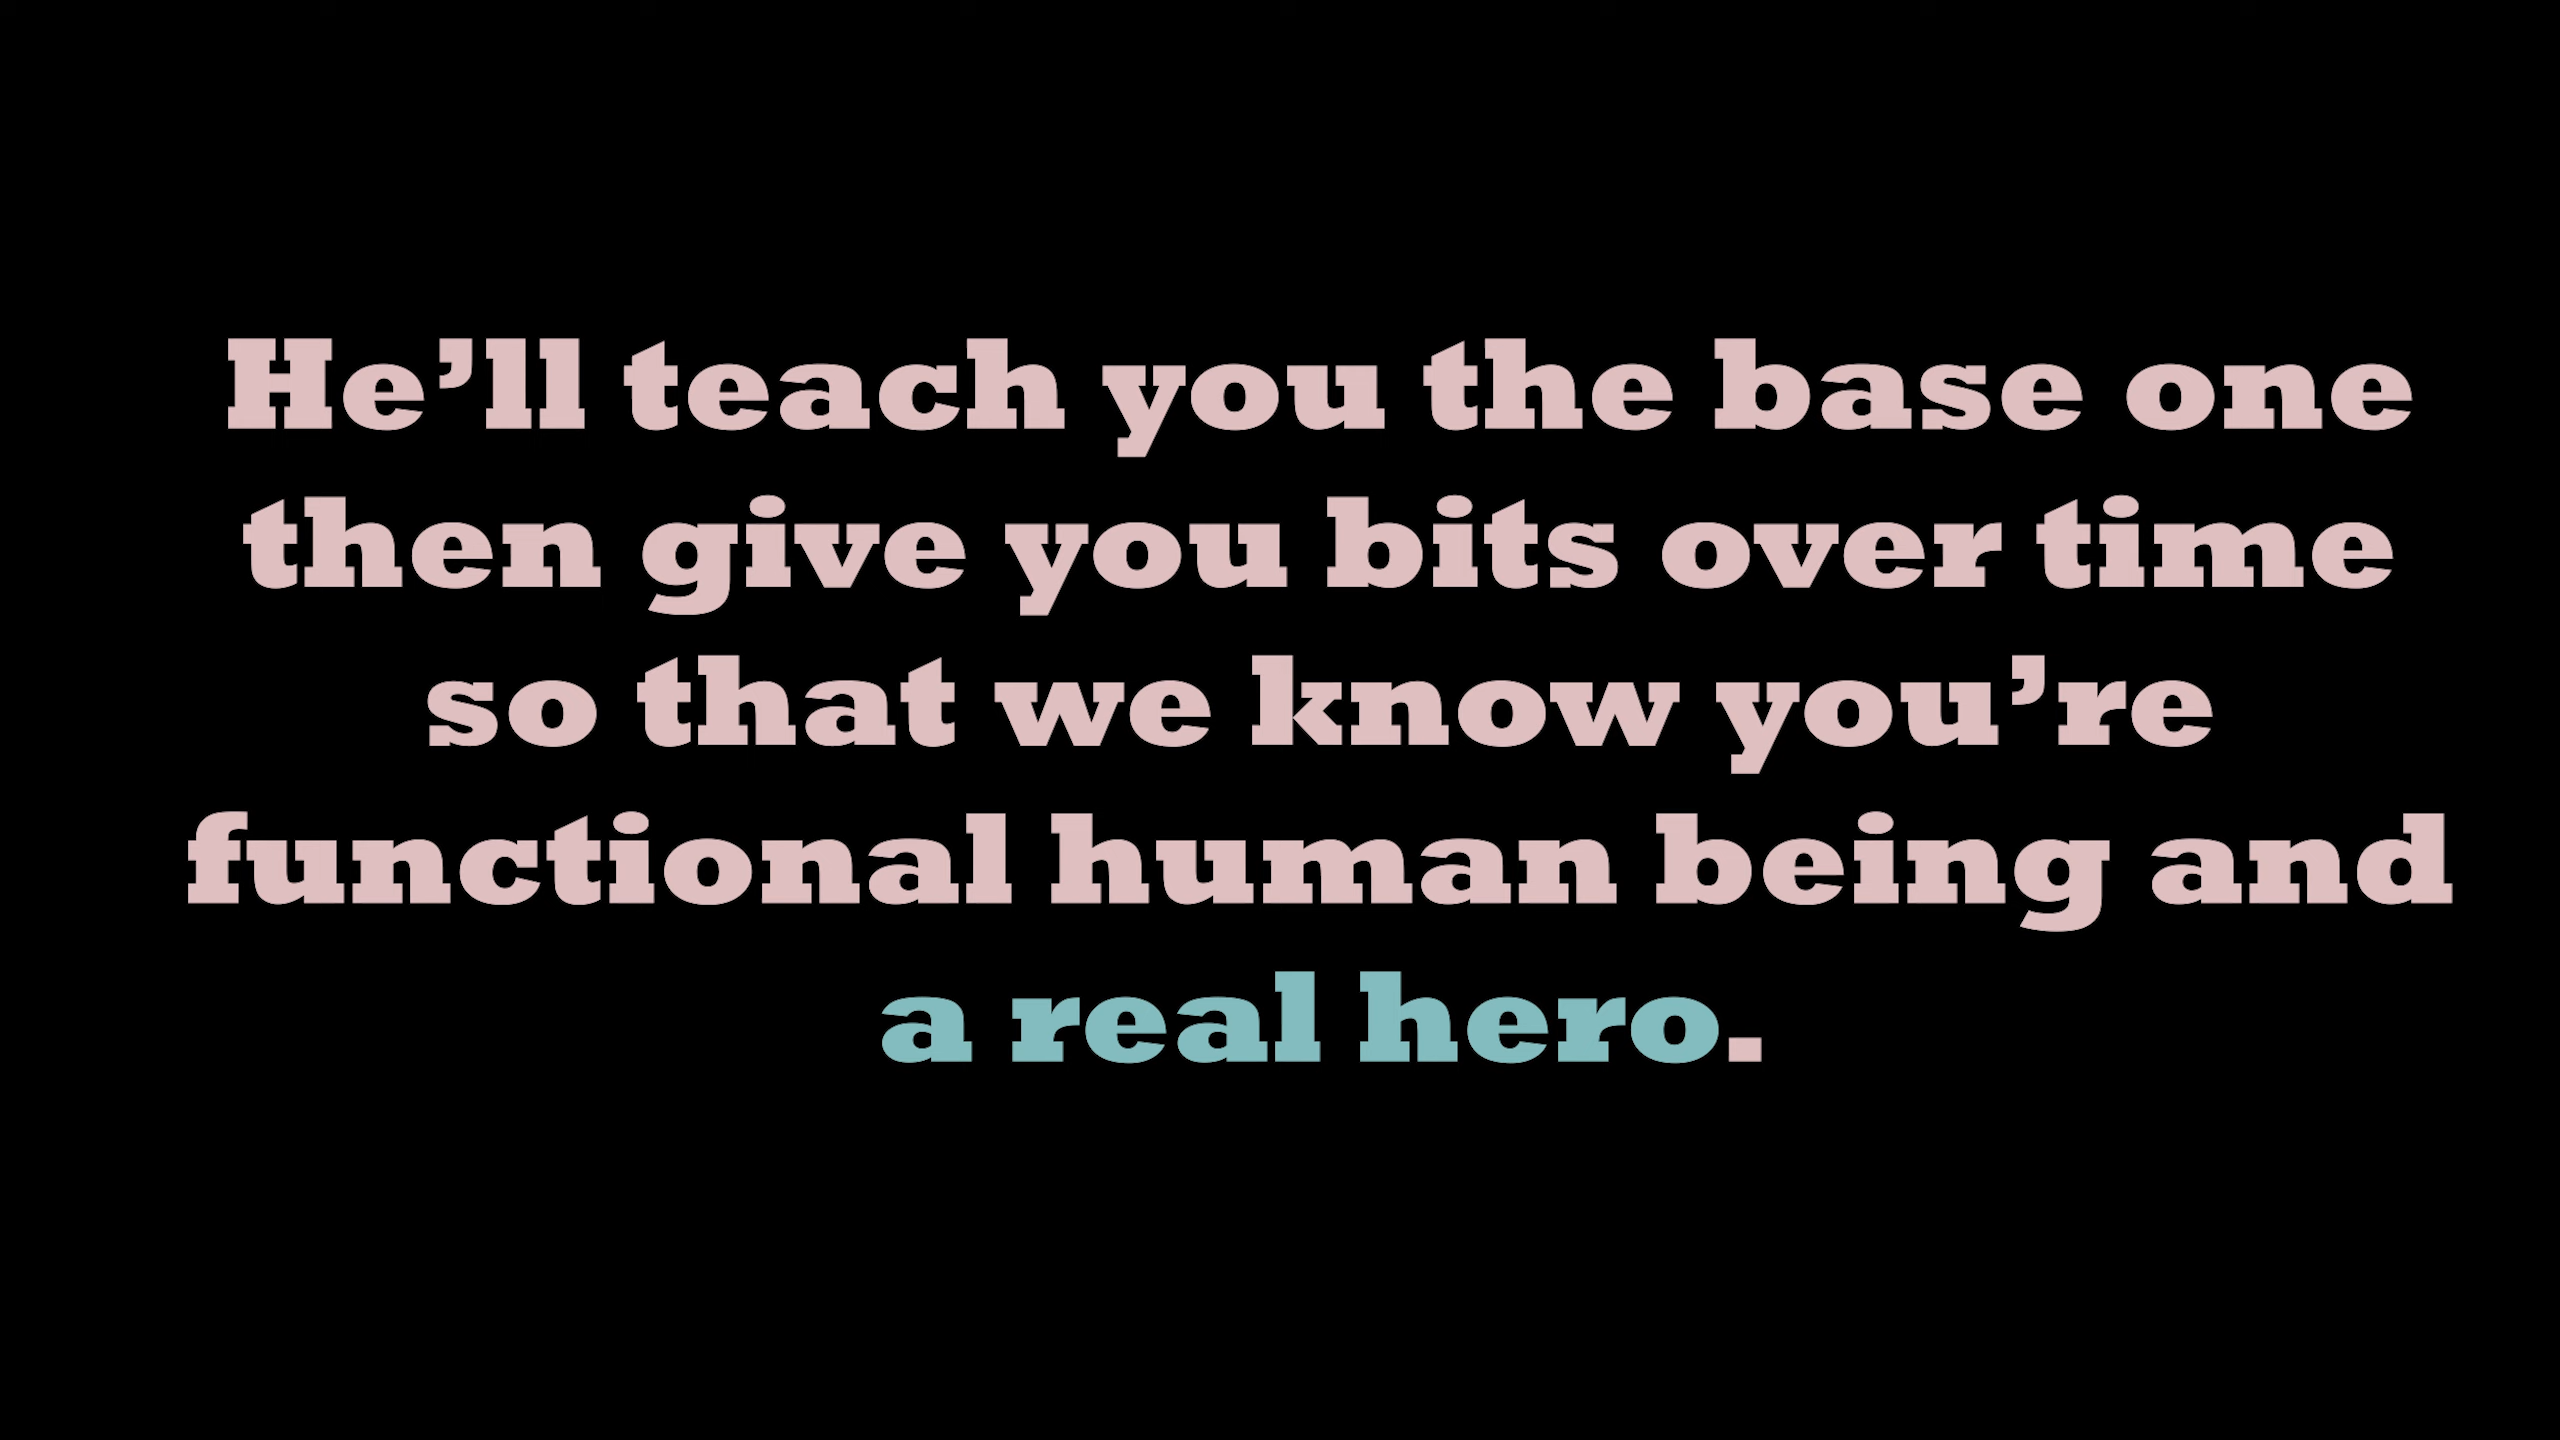 He’ll teach you the base one
then give you bits over time
so that we know you’re
functional human being and
a real hero.